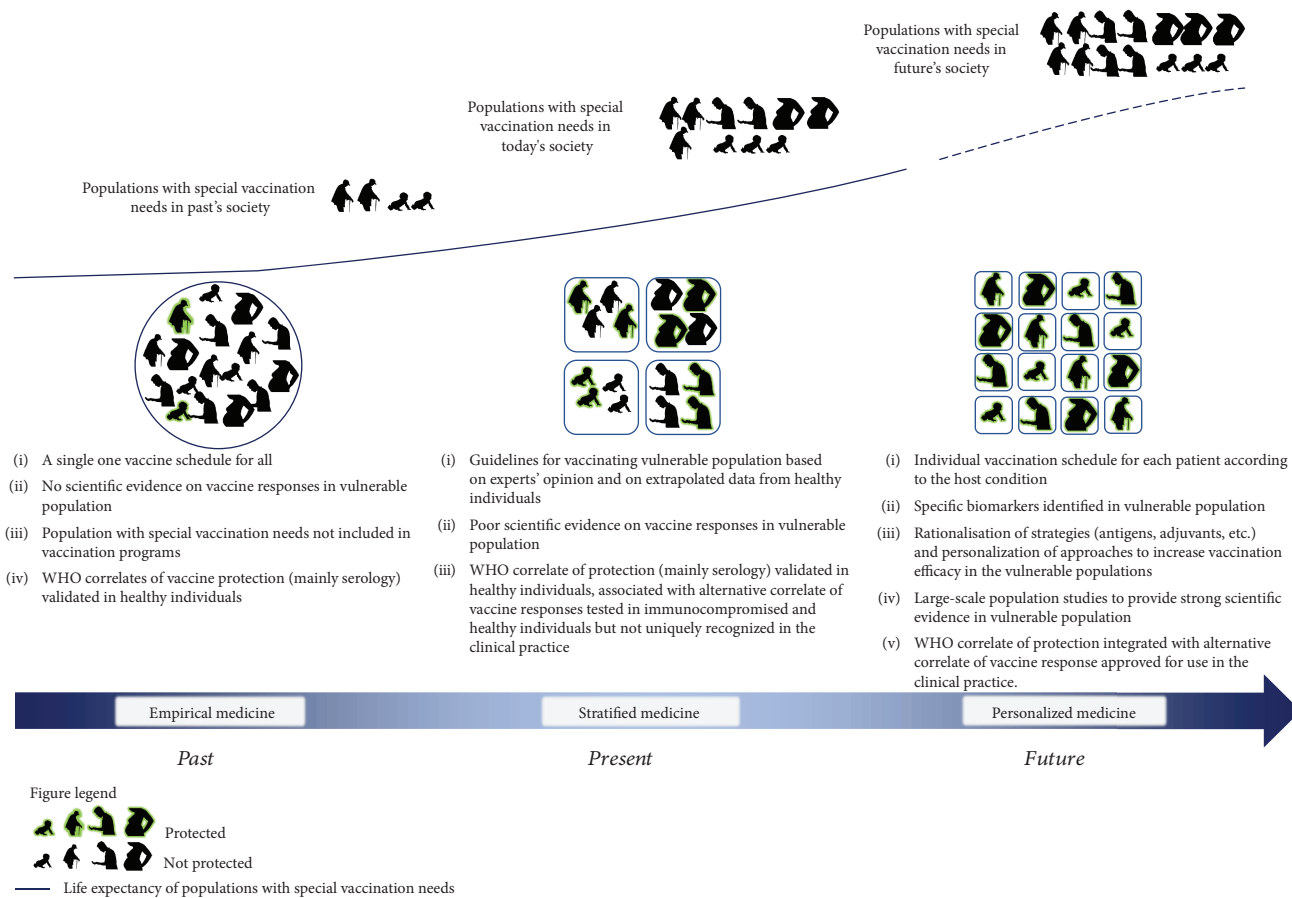 Populations with special
vaccination needs in
future's society
Populations with special
vaccination needs in
today's society
Populations with special vaccination
needs in past's society
(i) A single one vaccine schedule for all
(ii) No scientific evidence on vaccine responses in vulnerable
population
(iii) Population with special vaccination needs not included in
vaccination programs
(iv) WHO correlates of vaccine protection (mainly serology)
validated in healthy individuals
(i) Guidelines for vaccinating vulnerable population based
on experts' opinion and on extrapolated data from healthy
individuals
(ii) Poor scientific evidence on vaccine responses in vulnerable
population
(iii) WHO correlate of protection (mainly serology) validated in
healthy individuals, associated with alternative correlate of
vaccine responses tested in immunocompromised and
healthy individuals but not uniquely recognized in the
clinical practice
(i) Individual vaccination schedule for each patient according
to the host condition
(ii) Specific biomarkers identified in vulnerable population
(iii) Rationalisation of strategies (antigens, adjuvants, etc.)
and personalization of approaches to increase vaccination
efficacy in the vulnerable populations
(iv) Large-scale population studies to provide strong scientific
evidence in vulnerable population
(v) WHO correlate of protection integrated with alternative
correlate of vaccine response approved for use in the
clinical practice.
Empirical medicine
Stratified medicine
Personalized medicine
Past
Present
Future
Figure legend
Protected
Not protected
Life expectancy of populations with special vaccination needs